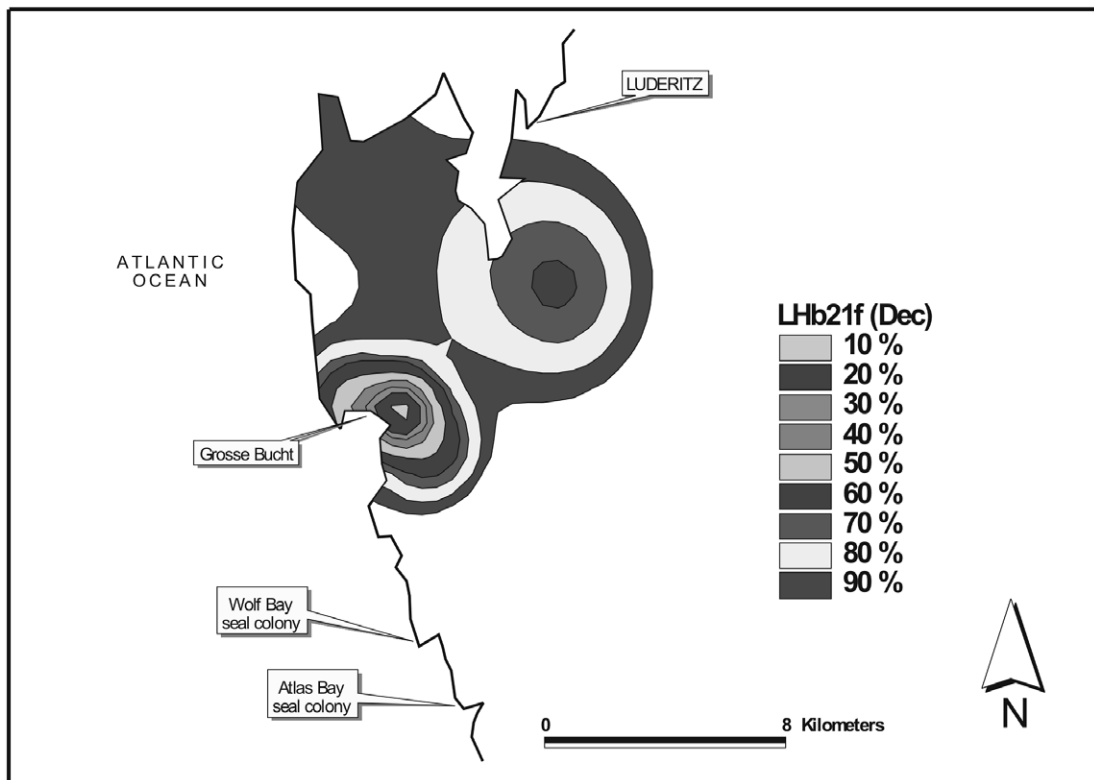 LUDERITZ
ATLANTIC
OCEAN
LHb21f (Dec)
10 %
20 %
30 %
40 %
50 %
60 %
70 %
80 %
90 %
Grosse Bucht
Wolf Bay
seal colony
Atlas Bay
seal colony
0 8 Kilometers
N